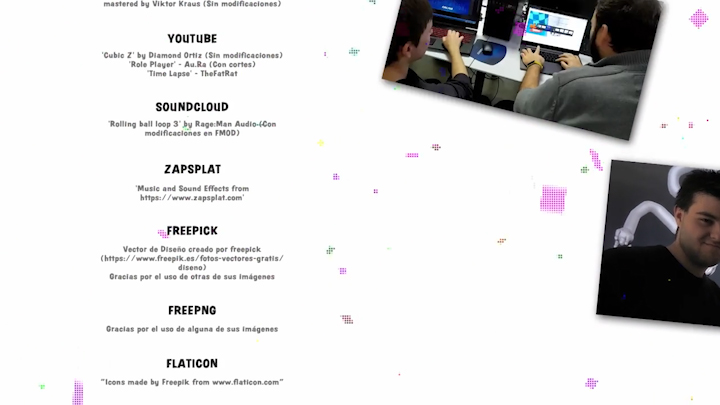 mastered by Viktor Kraus (Sin modificaciones)
YOUTUBE
'Cubic Z' by Diamond Ortiz (Sin modificaciones)
'Role Player' - Au.Ra (Con cortes)
'Time Lapse' - TheFatRat
SOUNDCLOUD
'Rolling ball loop 3' by Rage:Man Audio (Con
modificaciones en FMOD)
ZAPSPLAT
'Music and Sound Effects from
https://www.zapsplat.com'
FREEPICK
Vector de Diseño creado por freepick
(https://www.freepik.es/fotos-vectores-gratis/
diseno)
Gracias por el uso de otras de sus imágenes
FREEPNG
Gracias por el uso de alguna de sus imágenes
FLATICON
"Icons made by Freepik from www.flaticon.com"